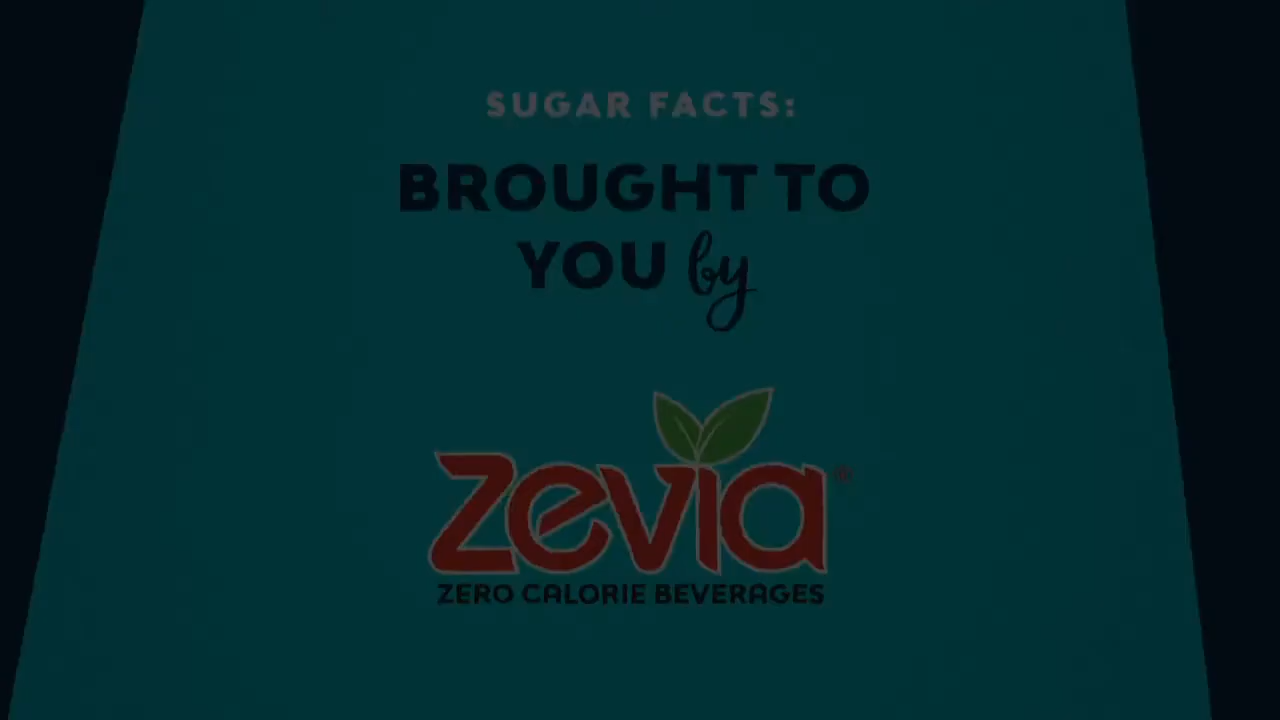 SUGAR FACTS:
BROUGHT TO
YOU by
zevia®
ZERO CALORIE BEVERAGES